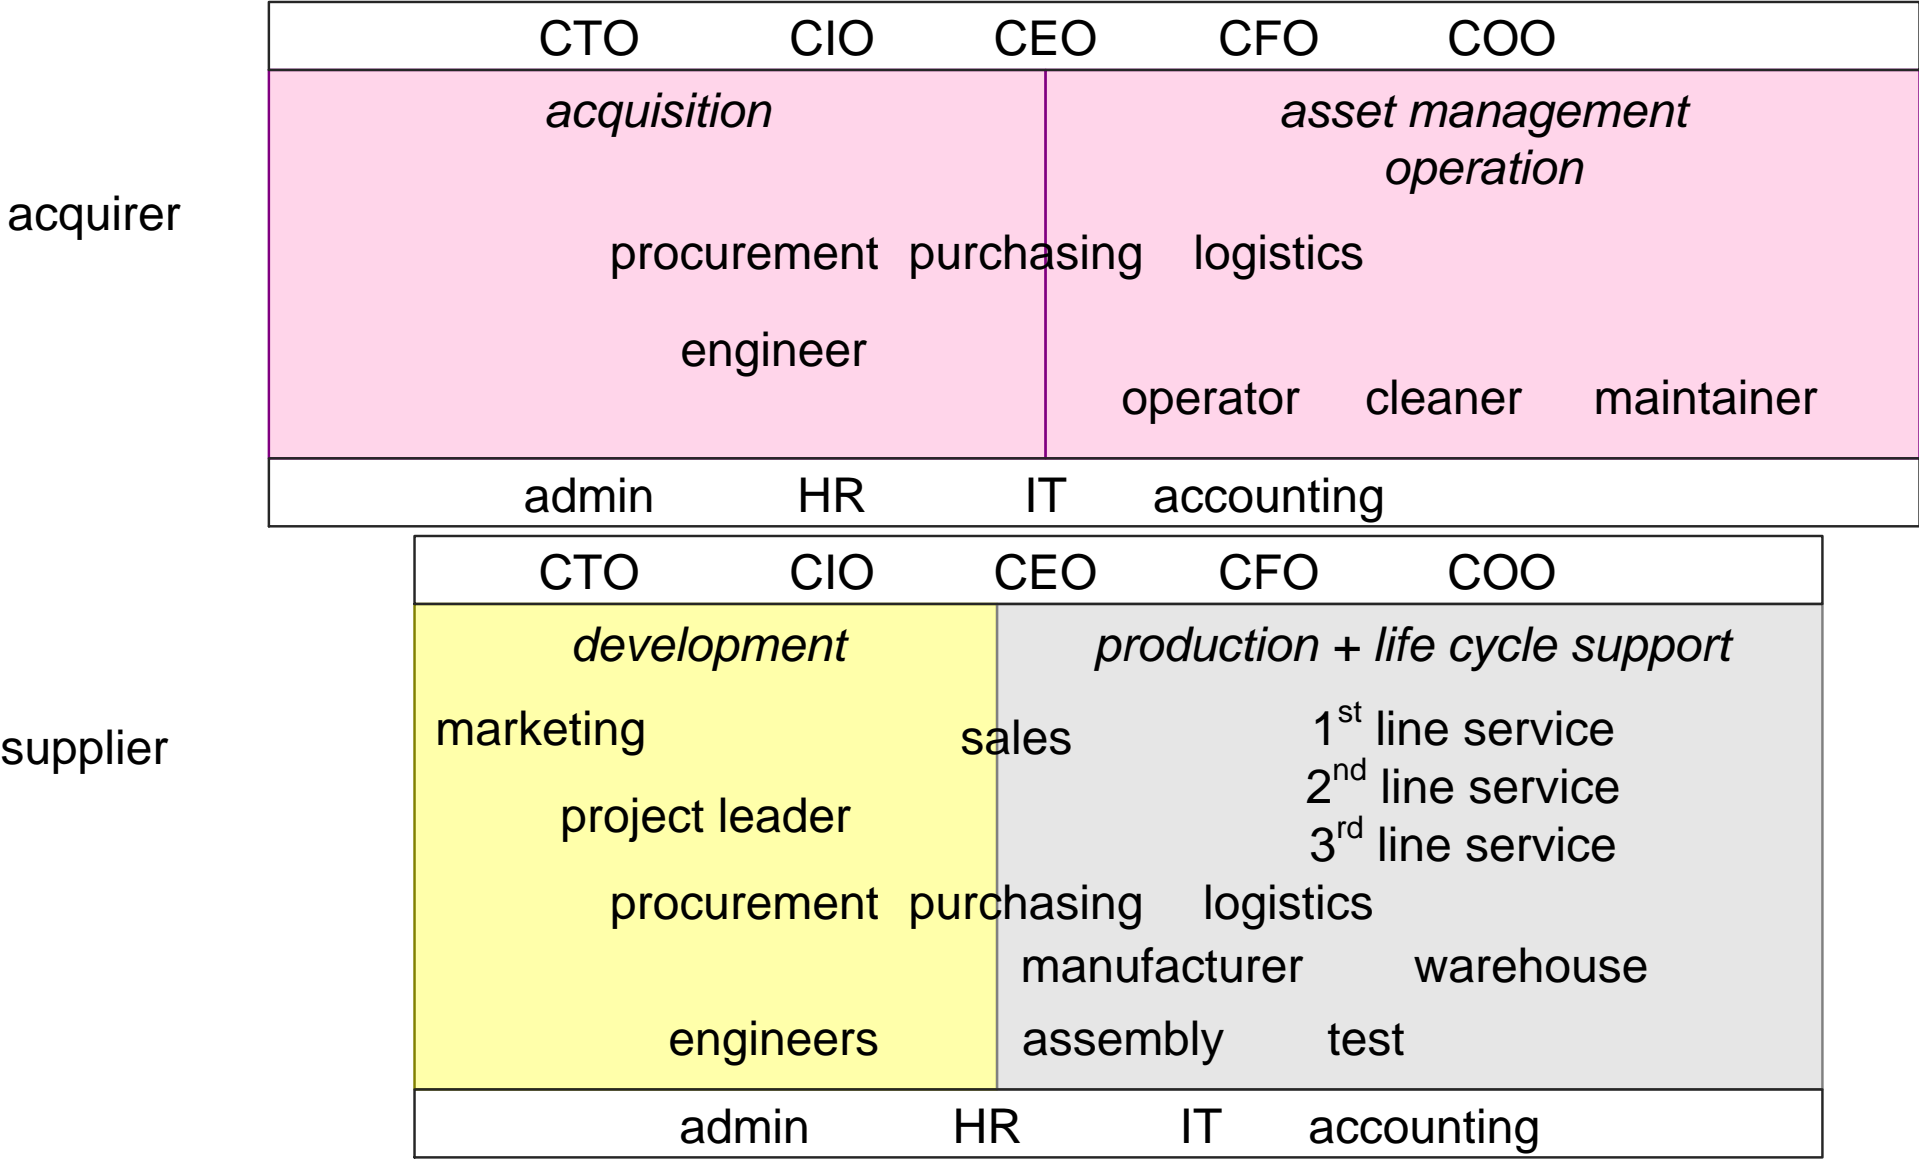 CTO CIO CEO CFO COO
acquisition asset management
operation
acquirer
procurement purchasing logistics
engineer
operator cleaner maintainer
admin HR IT accounting
CTO CIO CEO CFO COO
development production + life cycle support
marketing sales 1st line service
supplier
2nd line service
project leader
3rd line service
procurement purchasing logistics
manufacturer warehouse
engineers assembly test
admin HR IT accounting